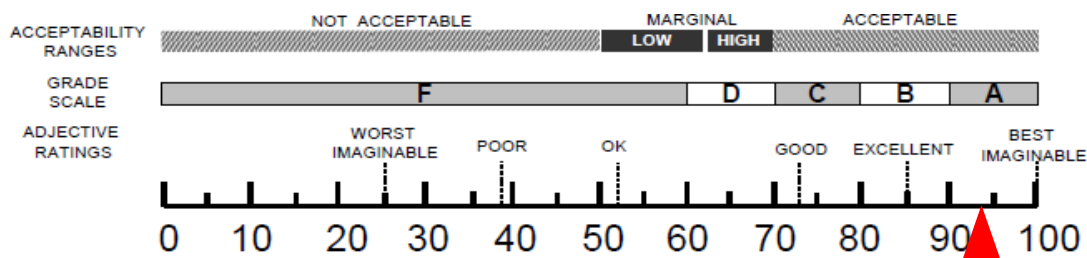 NOT ACCEPTABLE MARGINAL ACCEPTABLE
ACCEPTABILITY RANGES LOW HIGH
GRADE SCALE F D C B A
ADJECTIVE RATINGS
WORST IMAGINABLE POOR OK GOOD EXCELLENT BEST IMAGINABLE
0 10 20 30 40 50 60 70 80 90 100